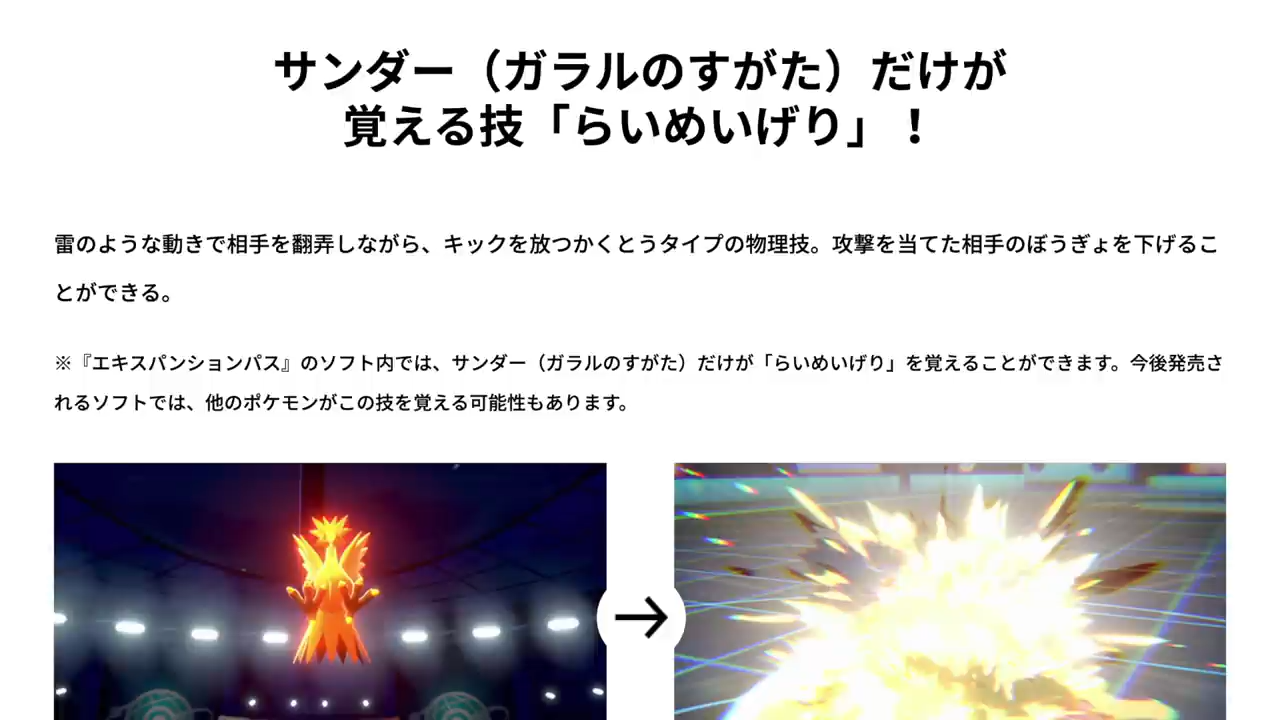 サンダー（ガラルのすがた）だけが
覚える技「らいめいげり」！
雷のような動きで相手を翻弄しながら、キックを放つかくとうタイプの物理技。攻撃を当てた相手のぼうぎょを下げるこ
とができる。
※『エキスパンションパス』のソフト内では、サンダー（ガラルのすがた）だけが「らいめいげり」を覚えることができます。今後発売さ
れるソフトでは、他のポケモンがこの技を覚える可能性もあります。